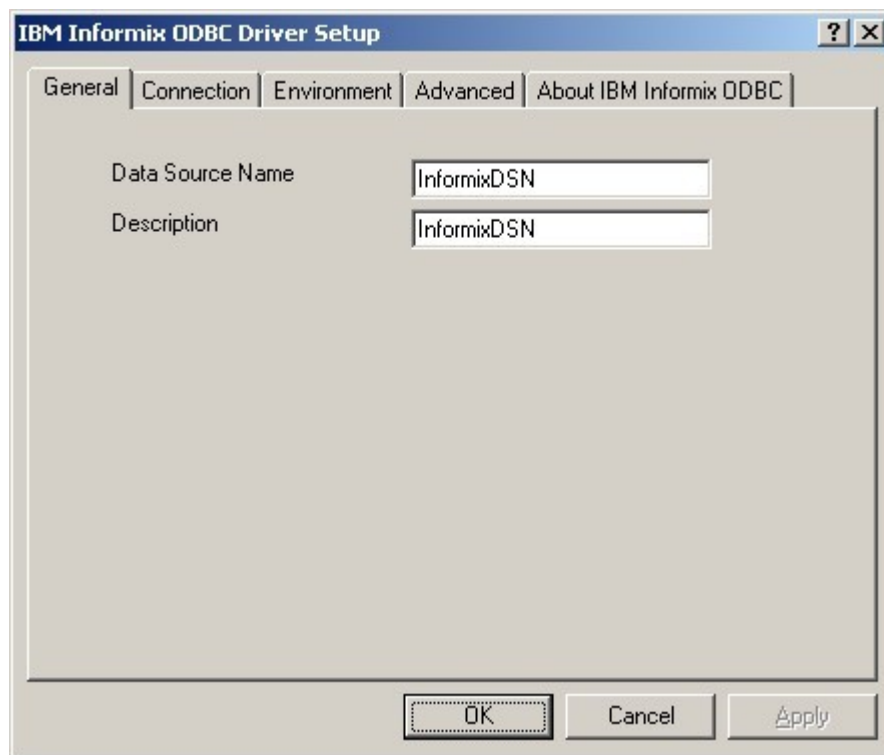 IBM Informix ODBC Driver Setup
General Connection Environment Advanced About IBM Informix ODBC
Data Source Name InformixDSN
Description InformixDSN
OK Cancel Apply